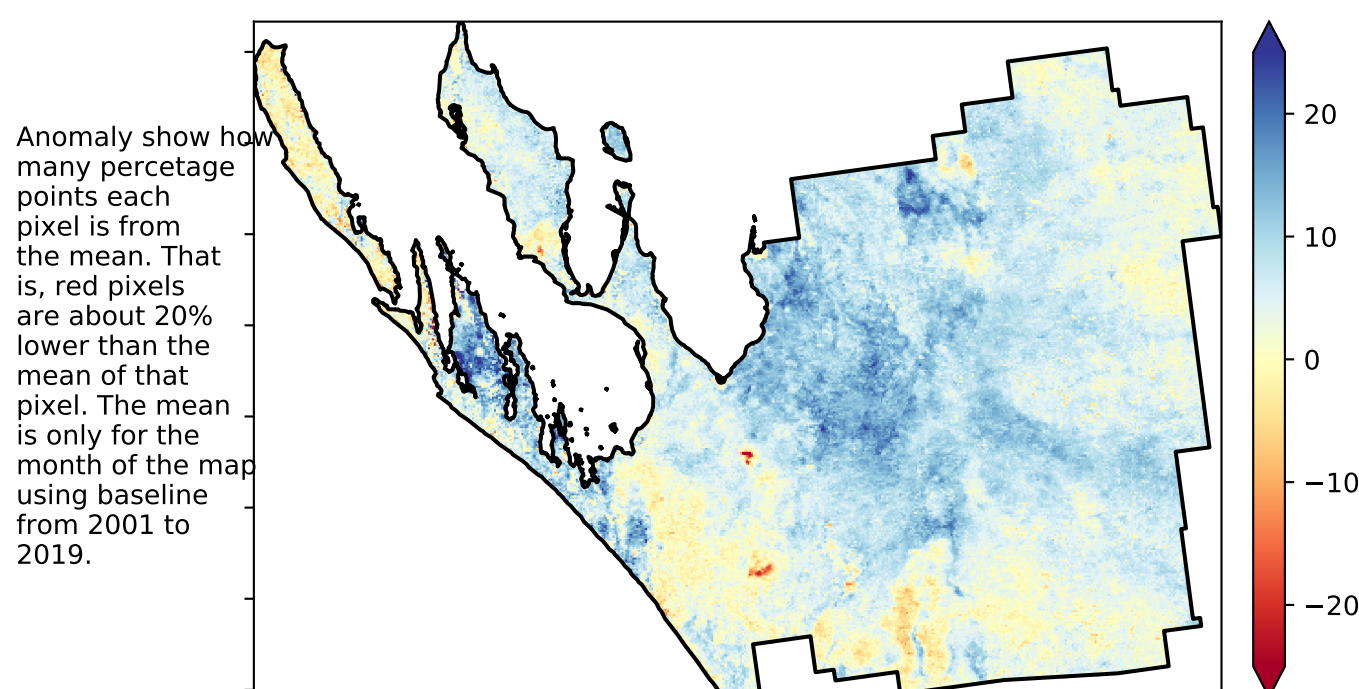 Anomaly show how
many percetage
points each
pixel is from
the mean. That
is, red pixels
are about 20%
lower than the
mean of that
pixel. The mean
is only for the
month of the map
using baseline
from 2001 to
2019.
20
10
0
−10
−20